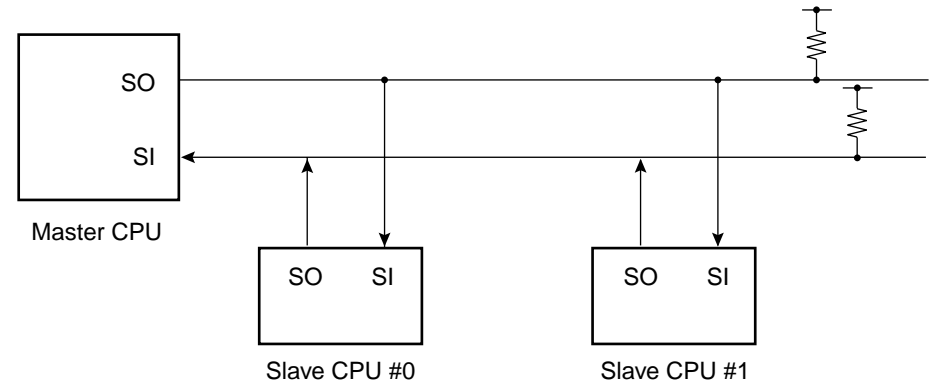 SO
SI
Master CPU
SO SI
SO SI
Slave CPU #0
Slave CPU #1